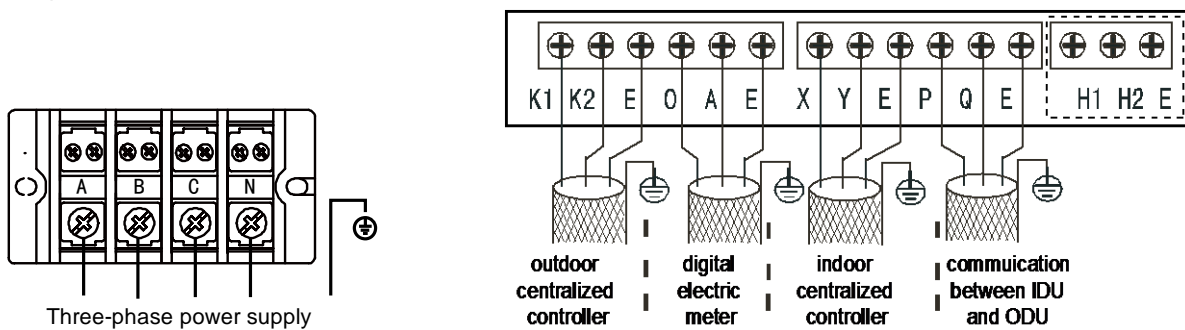 A B C N
Three-phase power supply
K1 K2 E O A E X Y E P Q E H1 H2 E
outdoor
centralized
controller
digital
electric
meter
indoor
centralized
controller
commuication
between IDU
and ODU